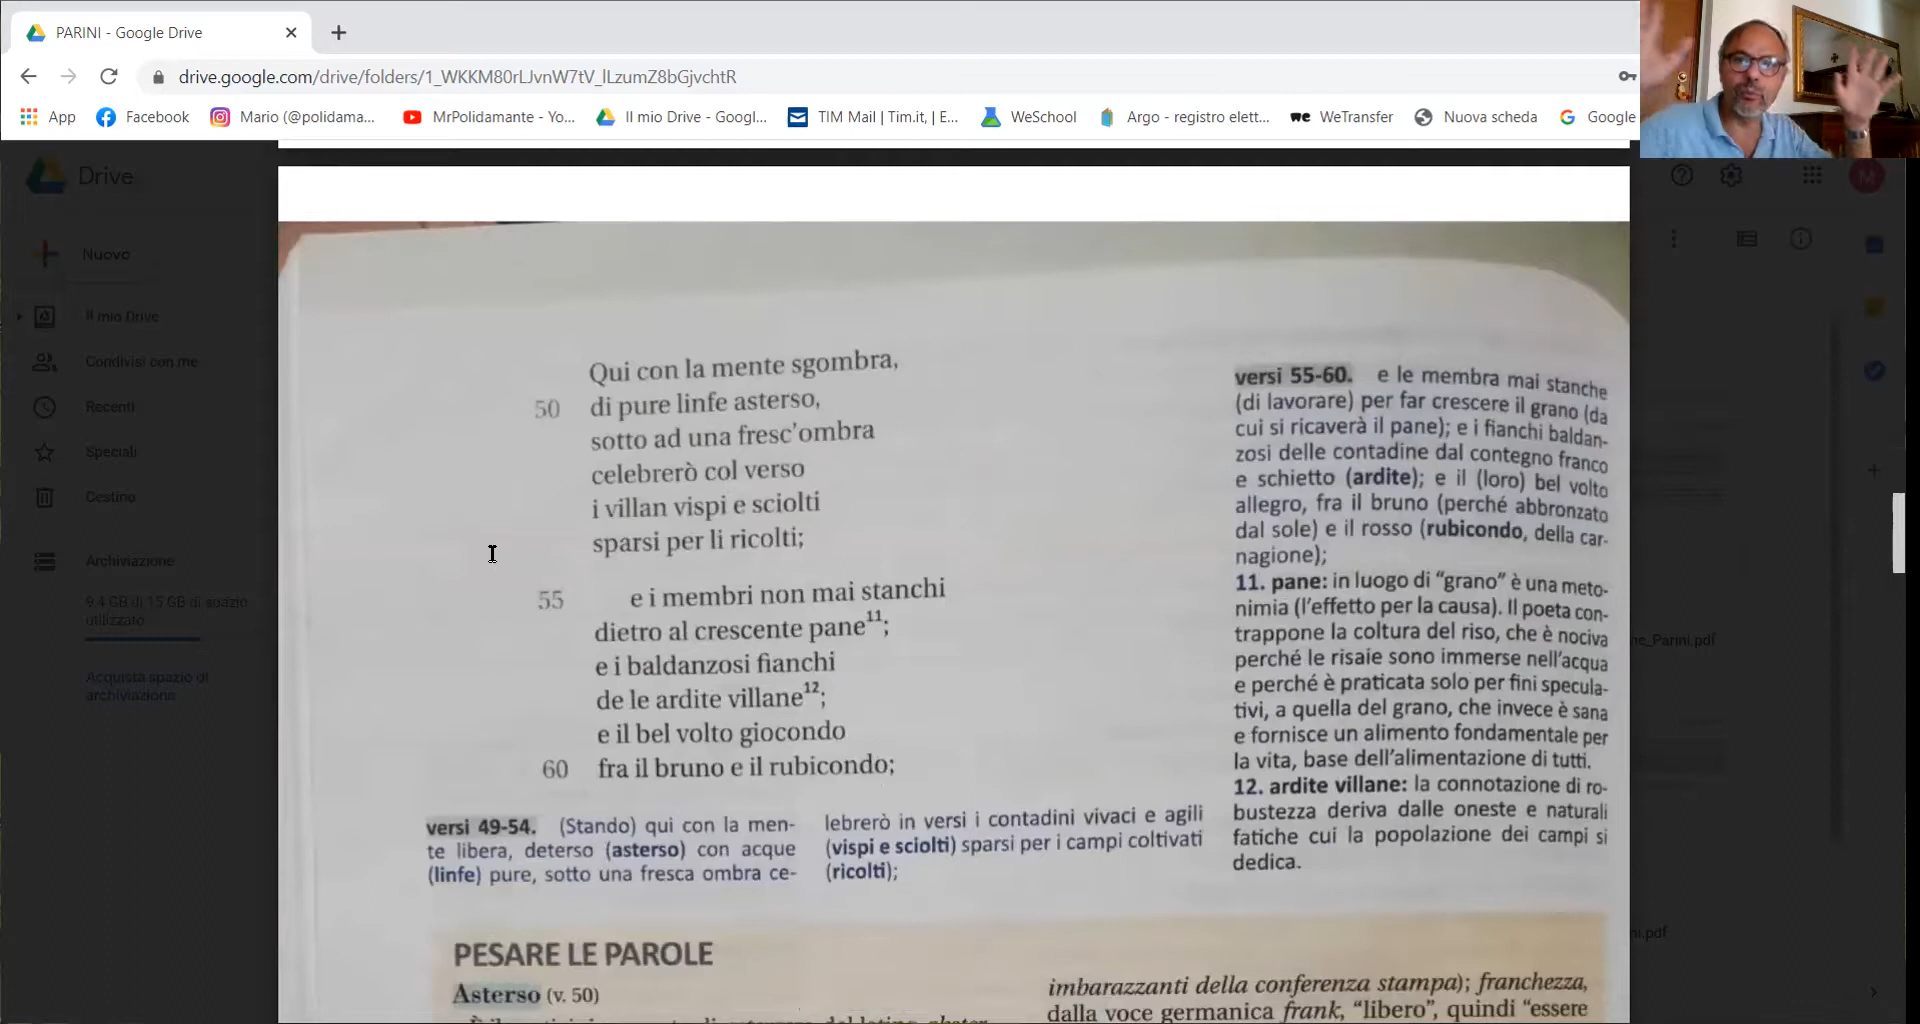 PARINI - Google Drive
drive.google.com/drive/folders/1_WKKM80rLJvnW7tV_lLzumZ8bGjvchtR
App Facebook Mario (@polidama... MrPolidamante - Yo... Il mio Drive - Googl... TIM Mail | Tim.it, | E... WeSchool Argo - registro elett... WeTransfer Nuova scheda Google
Drive
Nuovo
Il mio Drive
Condivisi con me
Recenti
Speciali
Cestino
Archiviazione
9.4 GB di 15 GB di spazio
utilizzato
Acquista spazio di
archiviazione
M
Qui con la mente sgombra,
50 di pure linfe asterso,
sotto ad una fresc'ombra
celebrerò col verso
i villan vispi e sciolti
sparsi per li ricolti;
55 e i membri non mai stanchi
dietro al crescente pane11;
e i baldanzosi fianchi
de le ardite villane12;
e il bel volto giocondo
60 fra il bruno e il rubicondo;
versi 49-54. (Stando) qui con la men-
te libera, deterso (asterso) con acque
(linfe) pure, sotto una fresca ombra ce-
lebrerò in versi i contadini vivaci e agili
(vispi e sciolti) sparsi per i campi coltivati
(ricolti);
versi 55-60. e le membra mai stanche
(di lavorare) per far crescere il grano (da
cui si ricaverà il pane); e i fianchi baldan-
zosi delle contadine dal contegno franco
e schietto (ardite); e il (loro) bel volto
allegro, fra il bruno (perché abbronzato
dal sole) e il rosso (rubicondo, della car-
nagione);
11. pane: in luogo di "grano" è una meto-
nimia (l'effetto per la causa). Il poeta con-
trappone la coltura del riso, che è nociva
perché le risaie sono immerse nell'acqua
e perché è praticata solo per fini specula-
tivi, a quella del grano, che invece è sana
e fornisce un alimento fondamentale per
la vita, base dell'alimentazione di tutti.
12. ardite villane: la connotazione di ro-
bustezza deriva dalle oneste e naturali
fatiche cui la popolazione dei campi si
dedica.
PESARE LE PAROLE
Asterso (v. 50)
imbarazzanti della conferenza stampa); franchezza,
dalla voce germanica frank, "libero", quindi "essere
ne_Parini.pdf
ni.pdf